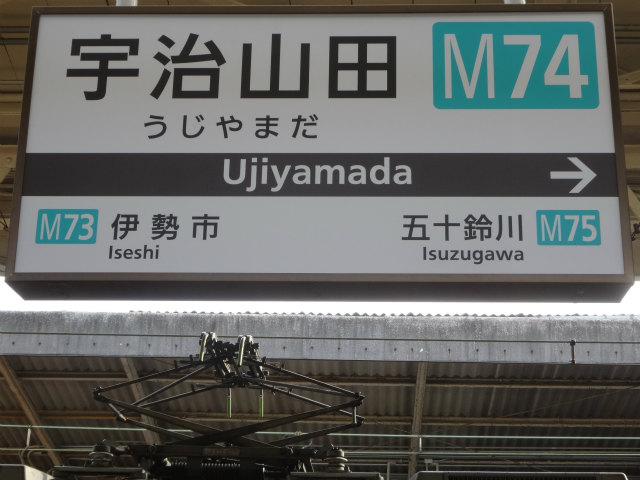 宇治山田 M74
うじやまだ
Ujiyamada →
M73 伊勢市 五十鈴川 M75
Iseshi Isuzugawa